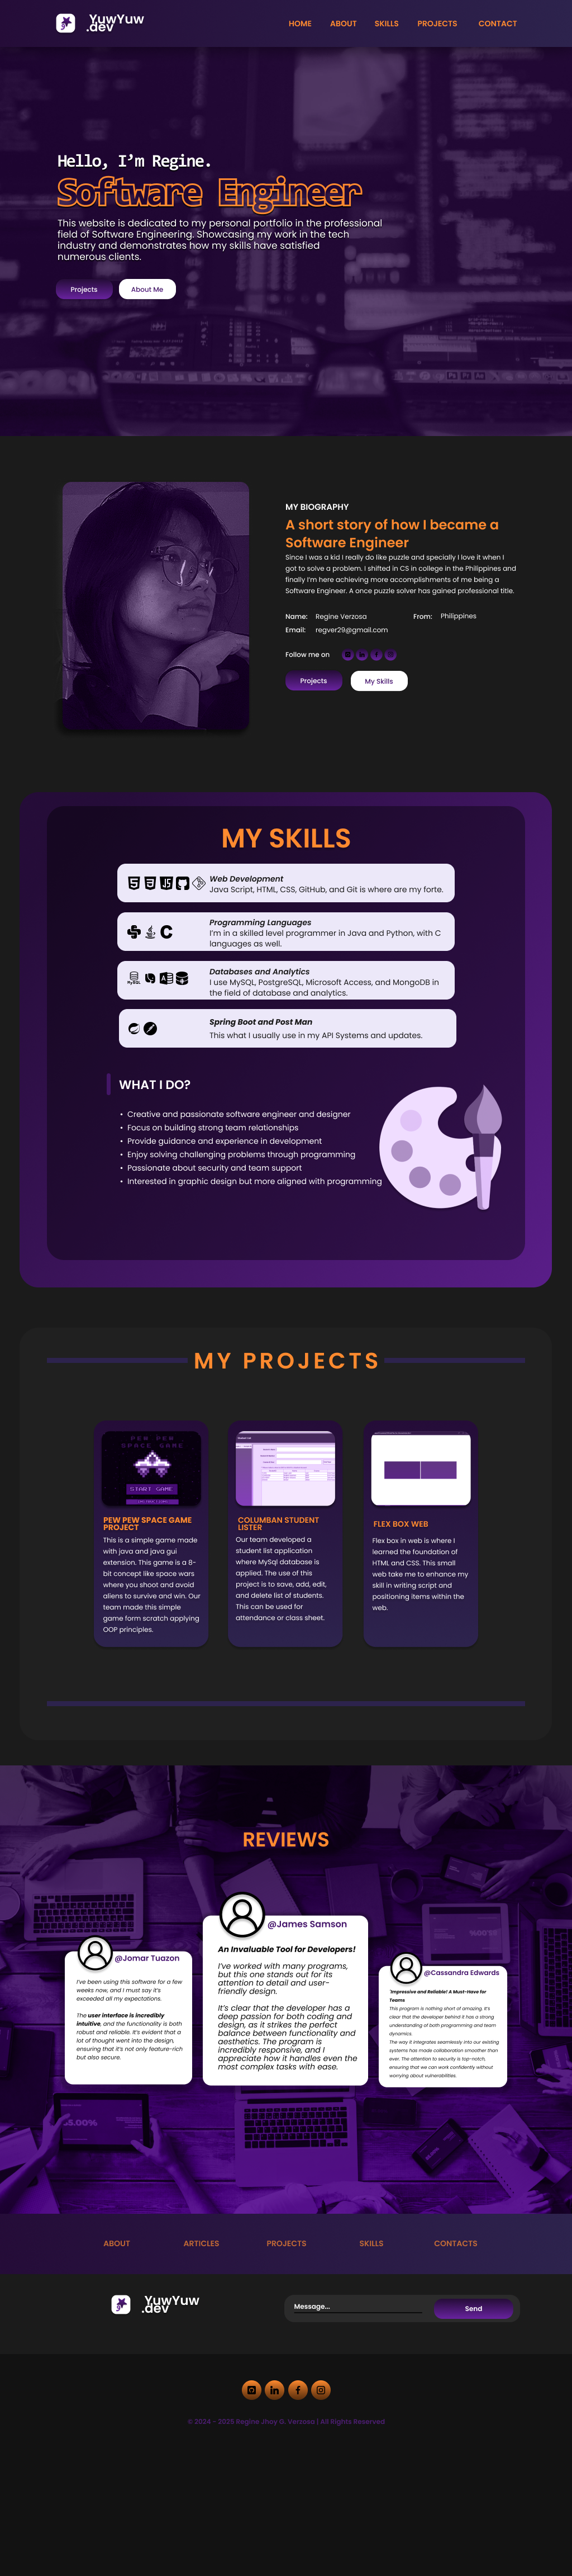 YuwYuw
.dev
HOME ABOUT SKILLS PROJECTS CONTACT
Hello, I'm Regine.
Software Engineer
This website is dedicated to my personal portfolio in the professional
field of Software Engineering. Showcasing my work in the tech
industry and demonstrates how my skills have satisfied
numerous clients.
Projects About Me
MY BIOGRAPHY
A short story of how I became a
Software Engineer
Since I was a kid I really do like puzzle and specially I love it when I
got to solve a problem. I shifted in CS in college in the Philippines and
finally I'm here achieving more accomplishments of me being a
Software Engineer. A once puzzle solver has gained professional title.
Name: Regine Verzosa From: Philippines
Email: regver29@gmail.com
Follow me on
Projects My Skills
MY SKILLS
Web Development
Java Script, HTML, CSS, GitHub, and Git is where are my forte.
Programming Languages
I'm in a skilled level programmer in Java and Python, with C
languages as well.
Databases and Analytics
I use MySQL, PostgreSQL, Microsoft Access, and MongoDB in
the field of database and analytics.
Spring Boot and Post Man
This what I usually use in my API Systems and updates.
WHAT I DO?
• Creative and passionate software engineer and designer
• Focus on building strong team relationships
• Provide guidance and experience in development
• Enjoy solving challenging problems through programming
• Passionate about security and team support
• Interested in graphic design but more aligned with programming
MY PROJECTS
PEW PEW
SPACE GAME
START GAME
PEW PEW SPACE GAME
PROJECT
This is a simple game made
with java and java gui
extension. This game is a 8-
bit concept like space wars
where you shoot and avoid
aliens to survive and win. Our
team made this simple
game form scratch applying
OOP principles.
COLUMBAN STUDENT
LISTER
Our team developed a
student list application
where MySql database is
applied. The use of this
project is to save, add, edit,
and delete list of students.
This can be used for
attendance or class sheet.
FLEX BOX WEB
Flex box in web is where I
learned the foundation of
HTML and CSS. This small
web take me to enhance my
skill in writing script and
positioning items within the
web.
REVIEWS
@Jomar Tuazon
I've been using this software for a few
weeks now, and I must say it's
exceeded all my expectations.
The user interface is incredibly
intuitive, and the functionality is both
robust and reliable. It's evident that a
lot of thought went into the design,
ensuring that it's not only feature-rich
but also secure.
@James Samson
An Invaluable Tool for Developers!
I've worked with many programs,
but this one stands out for its
attention to detail and user-
friendly design.
It's clear that the developer has a
deep passion for both coding and
design, as it strikes the perfect
balance between functionality and
aesthetics. The program is
incredibly responsive, and I
appreciate how it handles even the
most complex tasks with ease.
@Cassandra Edwards
"Impressive and Reliable! A Must-Have for
Teams
This program is nothing short of amazing. It's
clear that the developer behind it has a strong
understanding of both programming and team
dynamics.
The way it integrates seamlessly into our existing
systems has made collaboration smoother than
ever. The attention to security is top-notch,
ensuring that we can work confidently without
worrying about vulnerabilities.
ABOUT ARTICLES PROJECTS SKILLS CONTACTS
YuwYuw
.dev
Message... Send
© 2024 - 2025 Regine Jhoy G. Verzosa | All Rights Reserved